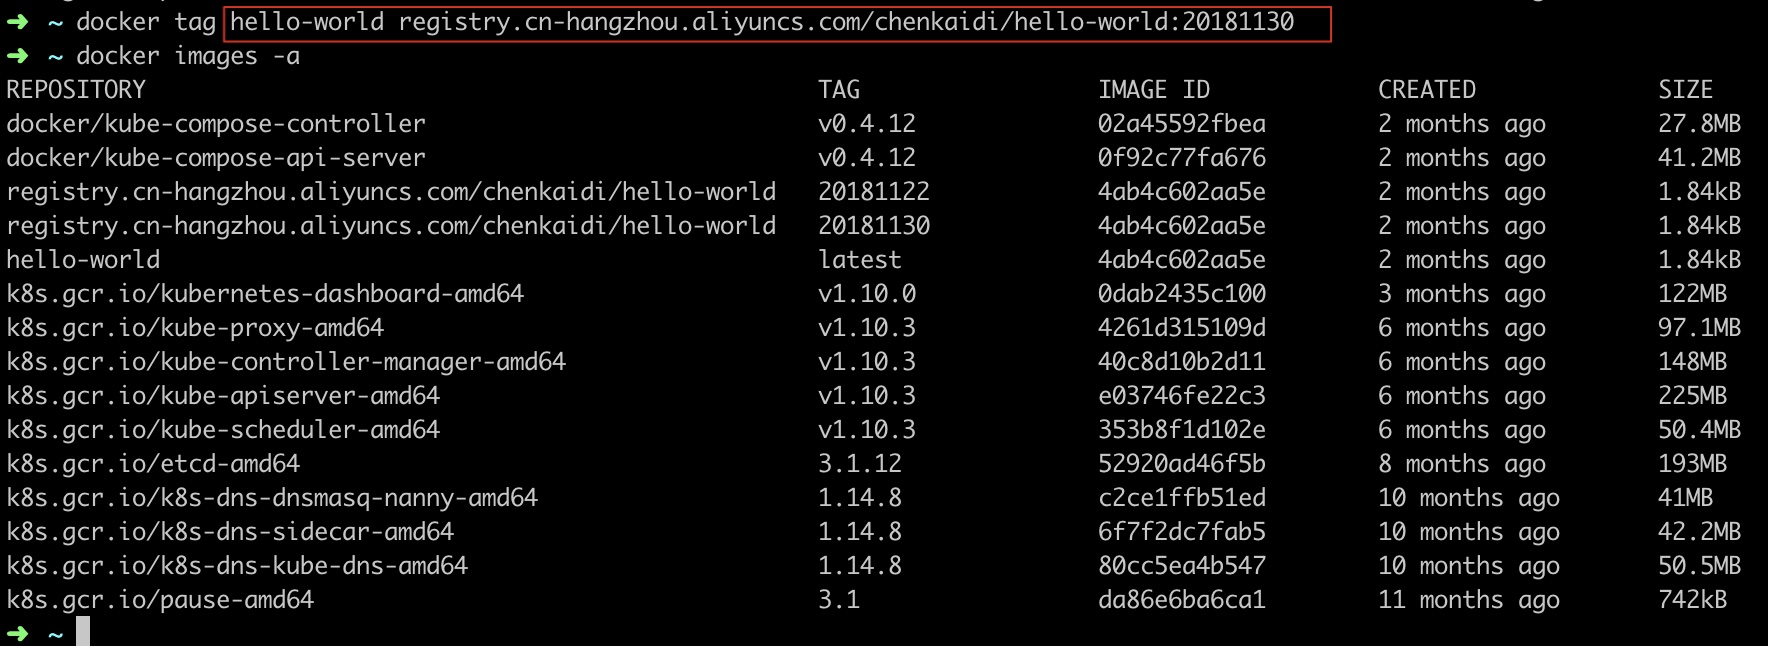 ➜ ~ docker tag hello-world registry.cn-hangzhou.aliyuncs.com/chenkaidi/hello-world:20181130
➜ ~ docker images -a
REPOSITORY TAG IMAGE ID CREATED SIZE
docker/kube-compose-controller v0.4.12 02a45592fbea 2 months ago 27.8MB
docker/kube-compose-api-server v0.4.12 0f92c77fa676 2 months ago 41.2MB
registry.cn-hangzhou.aliyuncs.com/chenkaidi/hello-world 20181122 4ab4c602aa5e 2 months ago 1.84kB
registry.cn-hangzhou.aliyuncs.com/chenkaidi/hello-world 20181130 4ab4c602aa5e 2 months ago 1.84kB
hello-world latest 4ab4c602aa5e 2 months ago 1.84kB
k8s.gcr.io/kubernetes-dashboard-amd64 v1.10.0 0dab2435c100 3 months ago 122MB
k8s.gcr.io/kube-proxy-amd64 v1.10.3 4261d315109d 6 months ago 97.1MB
k8s.gcr.io/kube-controller-manager-amd64 v1.10.3 40c8d10b2d11 6 months ago 148MB
k8s.gcr.io/kube-apiserver-amd64 v1.10.3 e03746fe22c3 6 months ago 225MB
k8s.gcr.io/kube-scheduler-amd64 v1.10.3 353b8f1d102e 6 months ago 50.4MB
k8s.gcr.io/etcd-amd64 3.1.12 52920ad46f5b 8 months ago 193MB
k8s.gcr.io/k8s-dns-dnsmasq-nanny-amd64 1.14.8 c2ce1ffb51ed 10 months ago 41MB
k8s.gcr.io/k8s-dns-sidecar-amd64 1.14.8 6f7f2dc7fab5 10 months ago 42.2MB
k8s.gcr.io/k8s-dns-kube-dns-amd64 1.14.8 80cc5ea4b547 10 months ago 50.5MB
k8s.gcr.io/pause-amd64 3.1 da86e6ba6ca1 11 months ago 742kB
➜ ~